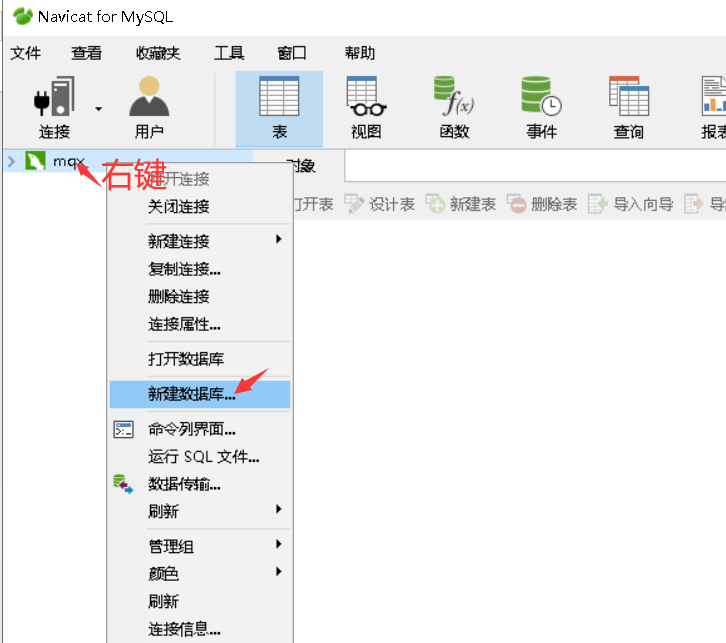 Navicat for MySQL
文件 查看 收藏夹 工具 窗口 帮助
连接 用户 表 视图 函数 事件 查询 报表
mqx 右键 对象
开连接
打开表 设计表 新建表 删除表 导入向导 导
关闭连接
新建连接
复制连接...
删除连接
连接属性...
打开数据库
新建数据库...
命令列界面...
运行 SQL 文件...
数据传输...
刷新
管理组
颜色
刷新
连接信息...